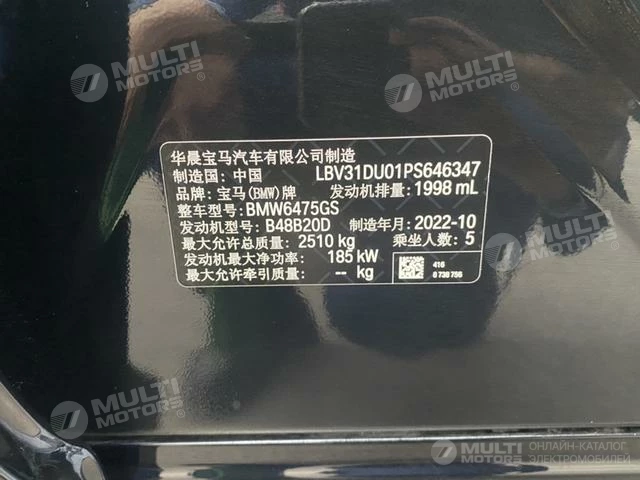 MULTI
MOTORS®
MULTI
MOTORS®
华晨宝马汽车有限公司制造
制造国：中国 LBV31DU01PS646347
品牌：宝马(BMW)牌 发动机排量：1998 mL
整车型号：BMW6475GS
发动机型号：B48B20D 制造年月：2022-10
最大允许总质量：2510 kg 乘坐人数：5
发动机最大净功率：185 kW
最大允许牵引质量：-- kg
416
MULTI
MOTORS®
MULTI
MOTORS®
MULTI
MOTORS
ОНЛАЙН-КАТАЛОГ
ЭЛЕКТРОМОБИЛЕЙ